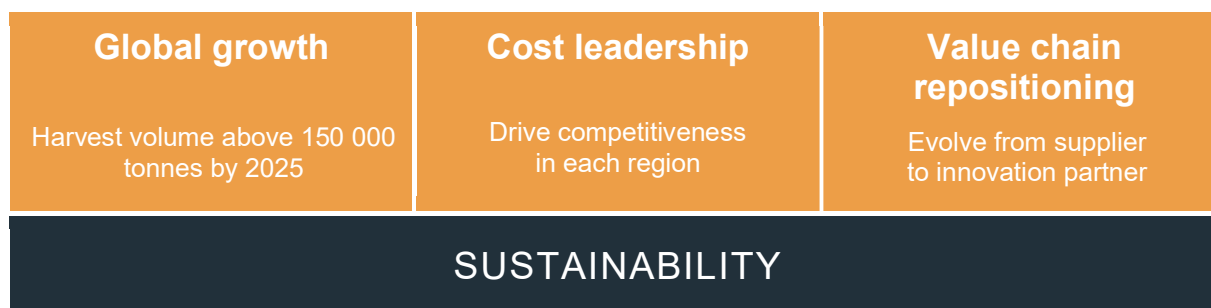 Global growth
Harvest volume above 150 000
tonnes by 2025
Cost leadership
Drive competitiveness
in each region
Value chain
repositioning
Evolve from supplier
to innovation partner
SUSTAINABILITY